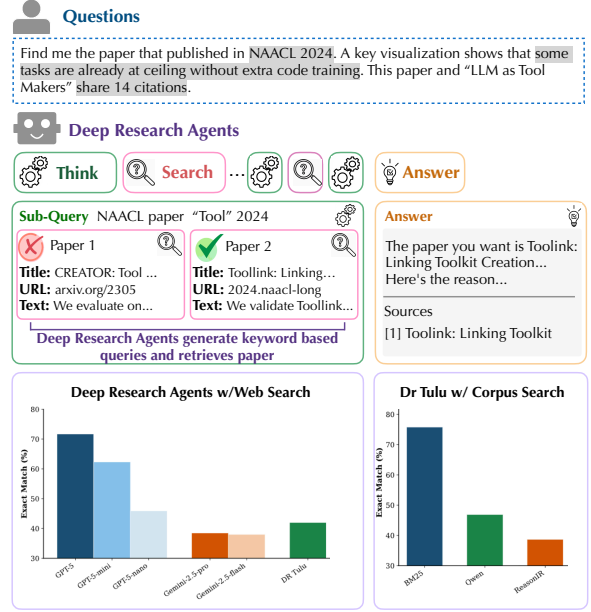 Questions
Find me the paper that published in NAACL 2024. A key visualization shows that some
tasks are already at ceiling without extra code training. This paper and “LLM as Tool
Makers” share 14 citations.
Deep Research Agents
Think
Search
...
Answer
Sub-Query NAACL paper “Tool” 2024
Paper 1
Title: CREATOR: Tool ...
URL: arxiv.org/2305
Text: We evaluate on...
Paper 2
Title: Toollink: Linking...
URL: 2024.naacl-long
Text: We validate Toollink...
Deep Research Agents generate keyword based
queries and retrieves paper
Answer
The paper you want is Toolink:
Linking Toolkit Creation...
Here's the reason...
Sources
[1] Toolink: Linking Toolkit
Deep Research Agents w/Web Search
Exact Match (%)
80
70
60
50
40
30
GPT-5
GPT-5-mini
GPT-5-nano
Gemini-2.5-pro
Gemini-2.5-flash
DR Tulu
Dr Tulu w/ Corpus Search
Exact Match (%)
80
70
60
50
40
30
BM25
Qwen
ReasonIR